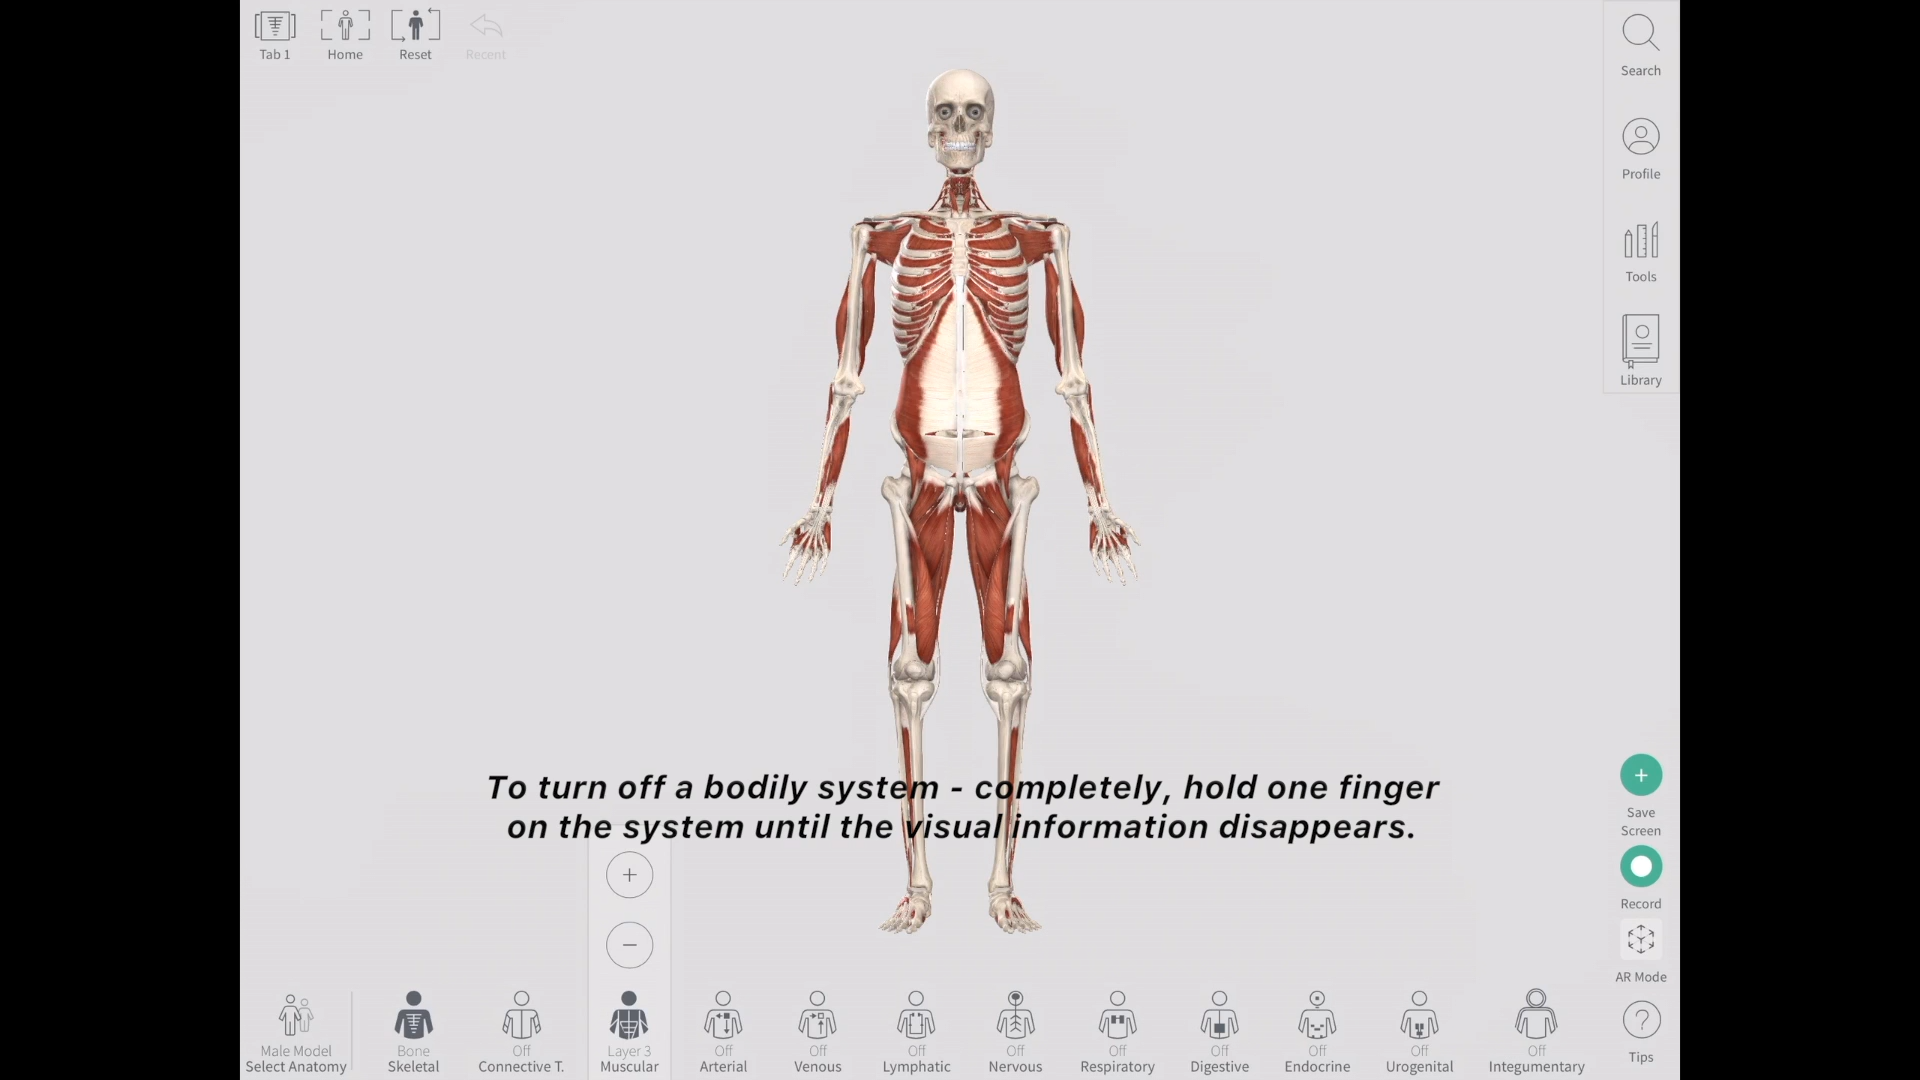 Tab 1
Home
Reset
Recent
Search
Profile
Tools
Library
To turn off a bodily system - completely, hold one finger
on the system until the visual information disappears.
Save
Screen
Record
AR Mode
Tips
Male Model
Select Anatomy
Bone
Skeletal
Off
Connective T.
Layer 3
Muscular
Off
Arterial
Off
Venous
Off
Lymphatic
Off
Nervous
Off
Respiratory
Off
Digestive
Off
Endocrine
Off
Urogenital
Off
Integumentary